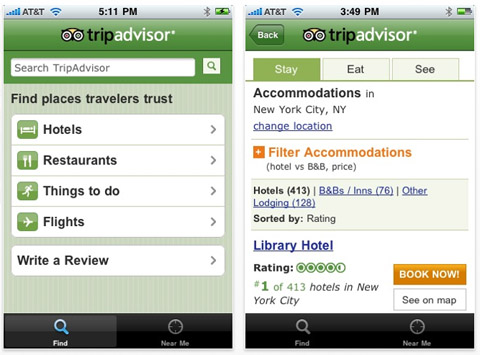 AT&T 5:11 PM
tripadvisor
Search TripAdvisor
Find places travelers trust
Hotels
Restaurants
Things to do
Flights
Write a Review
Find
Near Me
AT&T 3:49 PM
Back
tripadvisor
Stay Eat See
Accommodations in
New York City, NY
change location
Filter Accommodations
(hotel vs B&B, price)
Hotels (413) | B&Bs / Inns (76) | Other
Lodging (128)
Sorted by: Rating
Library Hotel
Rating:
BOOK NOW!
#1 of 413 hotels in New
York City
See on map
Find
Near Me